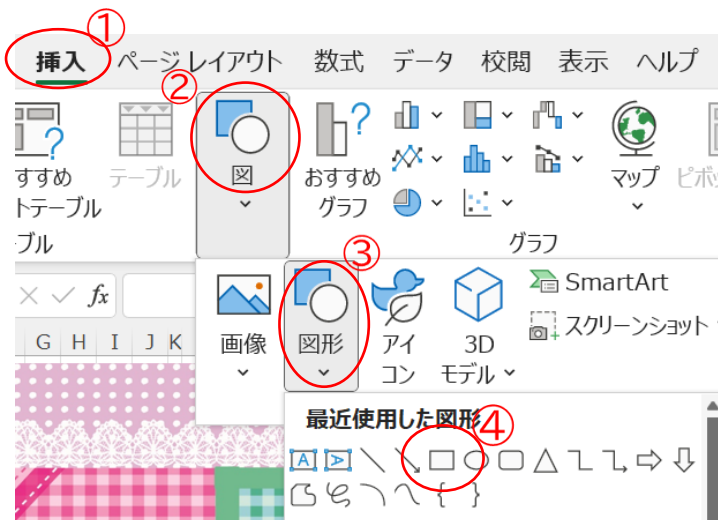 ①
挿入 ページ レイアウト 数式 データ 校閲 表示 ヘルプ
②
すすめ テーブル 図 おすすめ マップ ピボ
トテーブル グラフ
ブル グラフ
③
fx
SmartArt
スクリーンショット
G H I J K
画像 図形 アイ 3D
コン モデル
最近使用した図形
④
A A